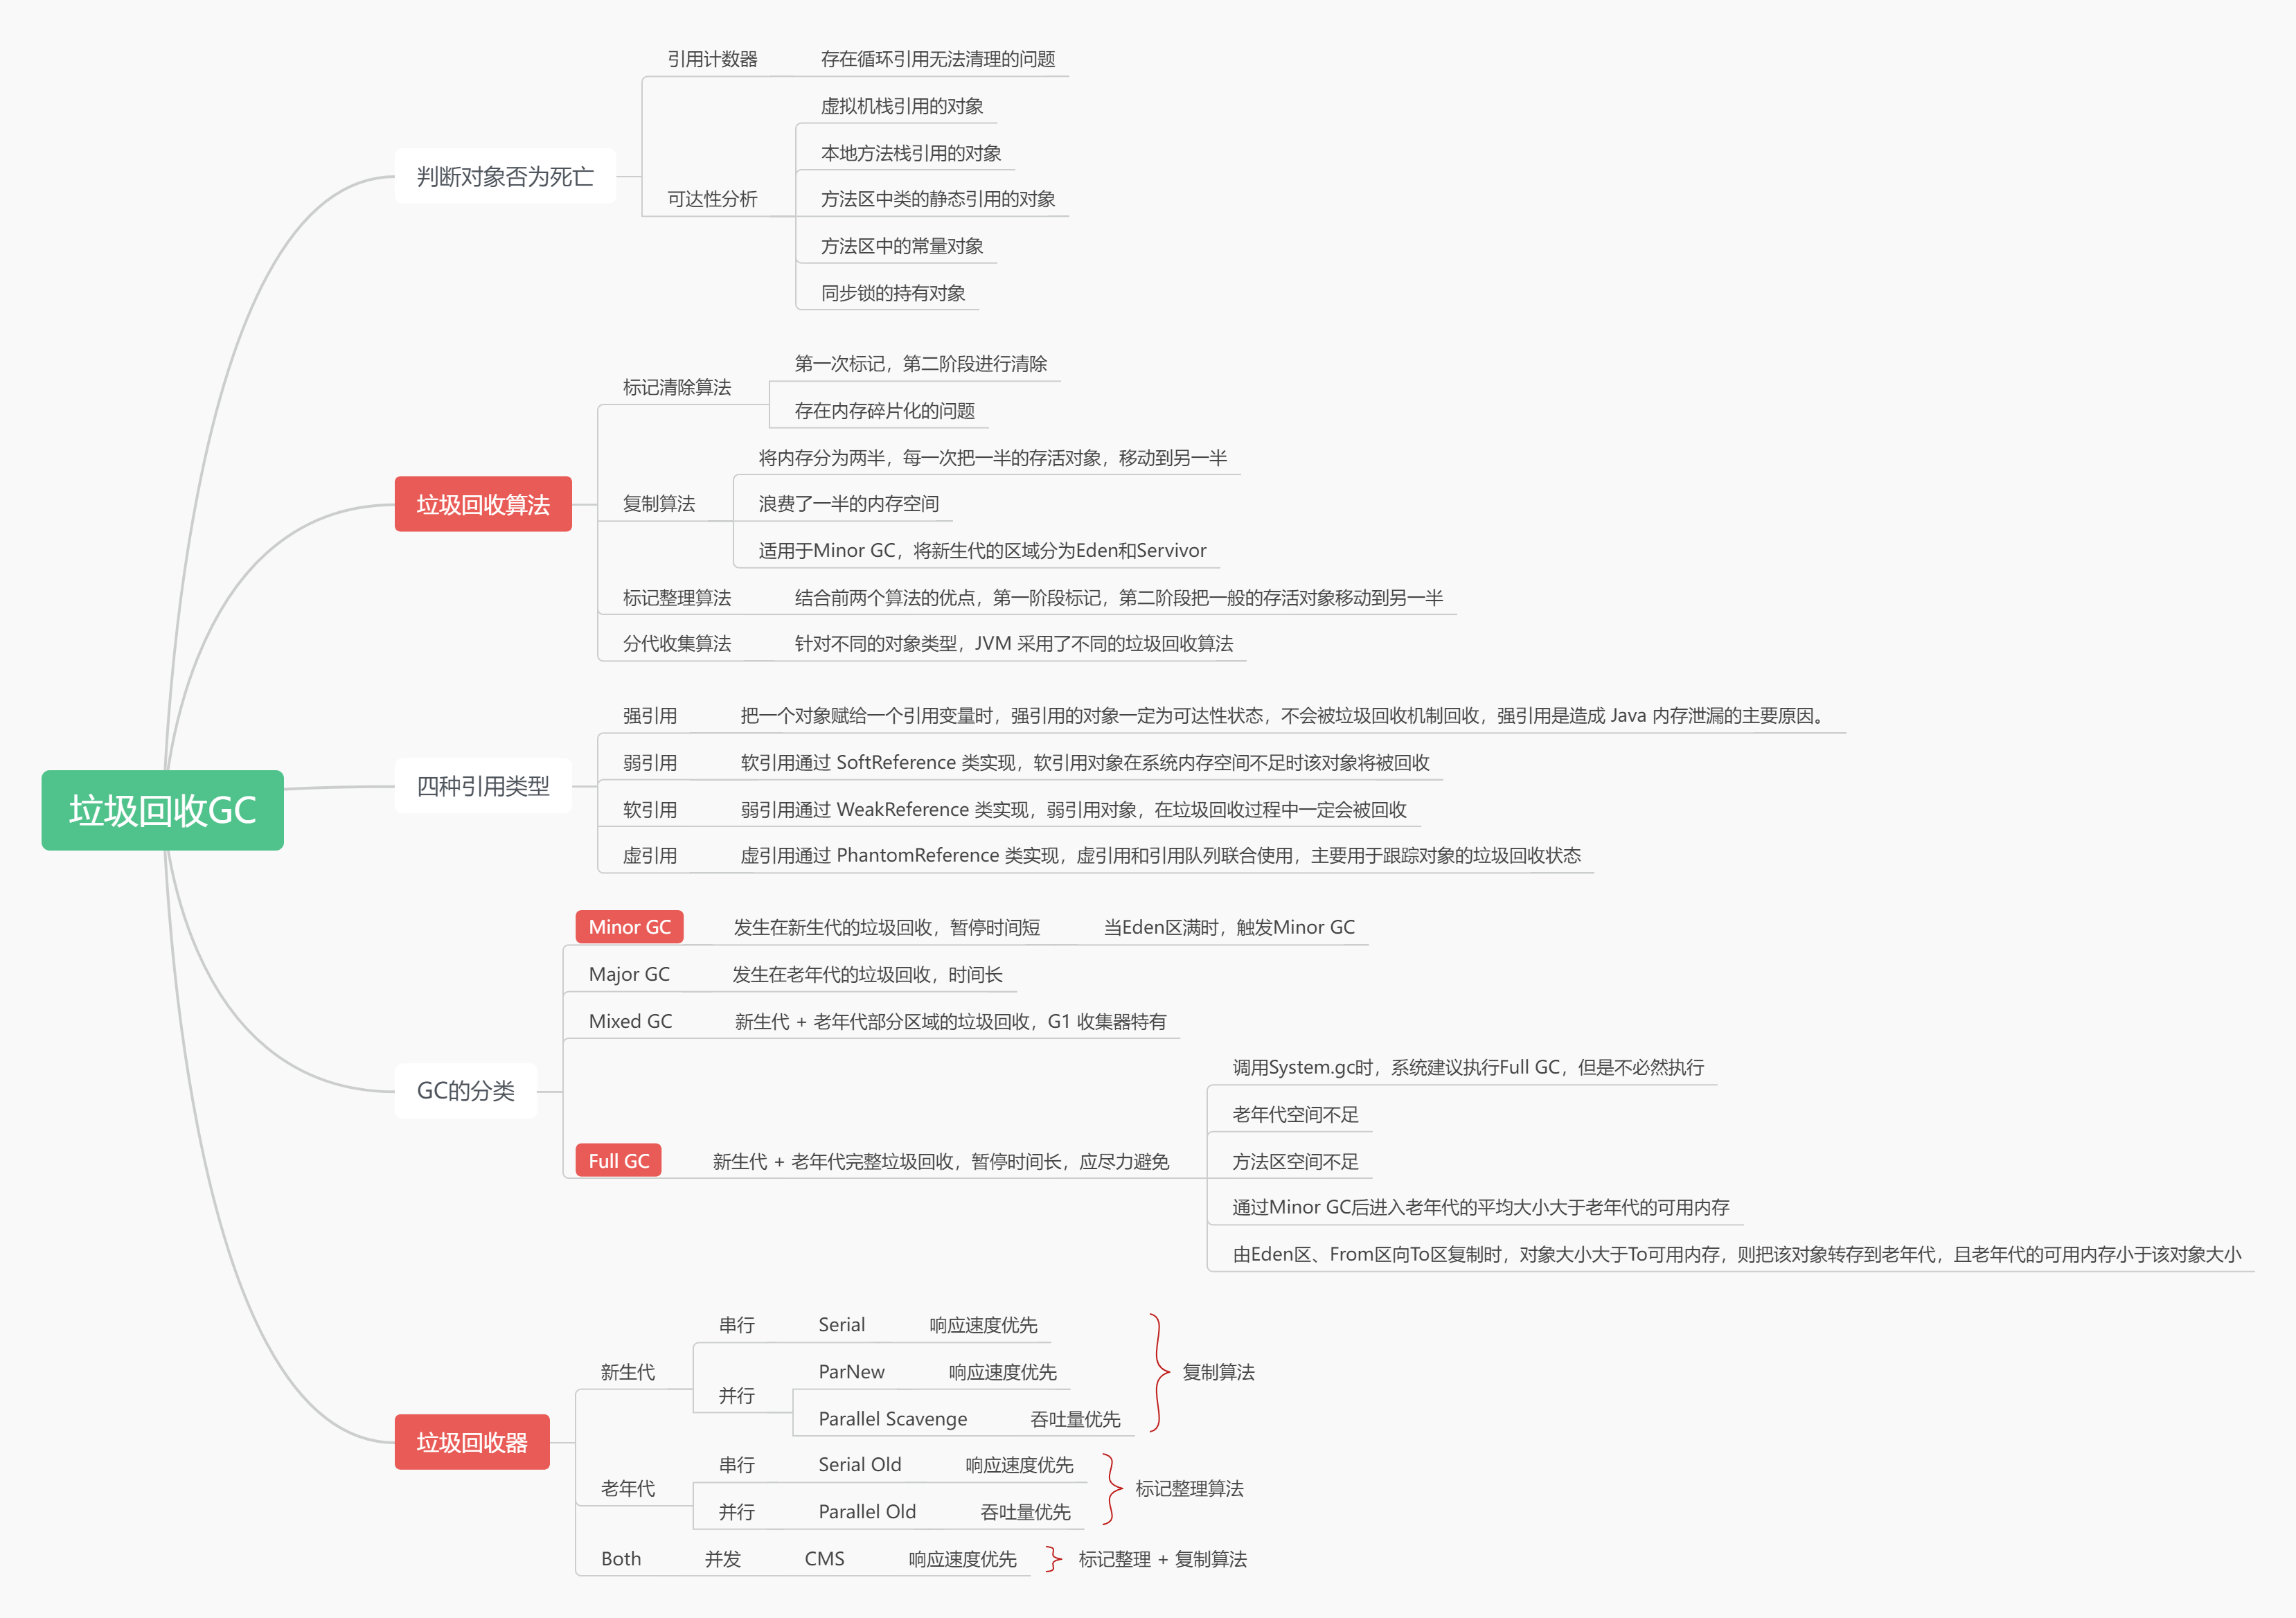 垃圾回收GC
判断对象否为死亡
引用计数器
存在循环引用无法清理的问题
可达性分析
虚拟机栈引用的对象
本地方法栈引用的对象
方法区中类的静态引用的对象
方法区中的常量对象
同步锁的持有对象
垃圾回收算法
标记清除算法
第一次标记，第二阶段进行清除
存在内存碎片化的问题
复制算法
将内存分为两半，每一次把一半的存活对象，移动到另一半
浪费了一半的内存空间
适用于Minor GC，将新生代的区域分为Eden和Servivor
标记整理算法
结合前两个算法的优点，第一阶段标记，第二阶段把一般的存活对象移动到另一半
分代收集算法
针对不同的对象类型，JVM 采用了不同的垃圾回收算法
四种引用类型
强引用
把一个对象赋给一个引用变量时，强引用的对象一定为可达性状态，不会被垃圾回收机制回收，强引用是造成 Java 内存泄漏的主要原因。
弱引用
软引用通过 SoftReference 类实现，软引用对象在系统内存空间不足时该对象将被回收
软引用
弱引用通过 WeakReference 类实现，弱引用对象，在垃圾回收过程中一定会被回收
虚引用
虚引用通过 PhantomReference 类实现，虚引用和引用队列联合使用，主要用于跟踪对象的垃圾回收状态
GC的分类
Minor GC
发生在新生代的垃圾回收，暂停时间短
当Eden区满时，触发Minor GC
Major GC
发生在老年代的垃圾回收，时间长
Mixed GC
新生代 + 老年代部分区域的垃圾回收，G1 收集器特有
Full GC
新生代 + 老年代完整垃圾回收，暂停时间长，应尽力避免
调用System.gc时，系统建议执行Full GC，但是不必然执行
老年代空间不足
方法区空间不足
通过Minor GC后进入老年代的平均大小大于老年代的可用内存
由Eden区、From区向To区复制时，对象大小大于To可用内存，则把该对象转存到老年代，且老年代的可用内存小于该对象大小
垃圾回收器
新生代
串行
Serial
响应速度优先
并行
ParNew
响应速度优先
Parallel Scavenge
吞吐量优先
复制算法
老年代
串行
Serial Old
响应速度优先
并行
Parallel Old
吞吐量优先
标记整理算法
Both
并发
CMS
响应速度优先
标记整理 + 复制算法